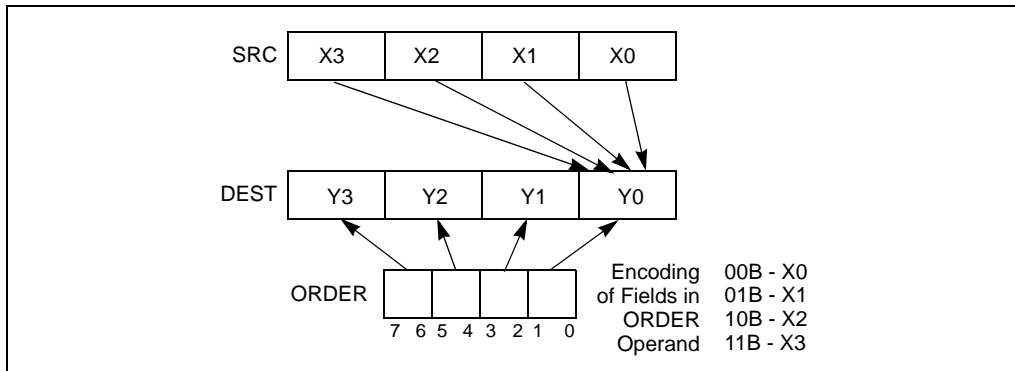 SRC X3 X2 X1 X0
DEST Y3 Y2 Y1 Y0
ORDER
7 6 5 4 3 2 1 0
Encoding 00B - X0
of Fields in 01B - X1
ORDER 10B - X2
Operand 11B - X3